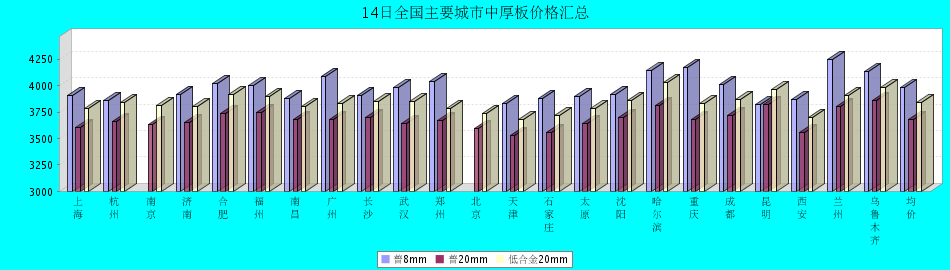 14日全国主要城市中厚板价格汇总
4250
4000
3750
3500
3250
3000
上海
杭州
南京
济南
合肥
福州
南昌
广州
长沙
武汉
郑州
北京
天津
石家庄
太原
沈阳
哈尔滨
重庆
成都
昆明
西安
兰州
乌鲁木齐
均价
普8mm 普20mm 低合金20mm